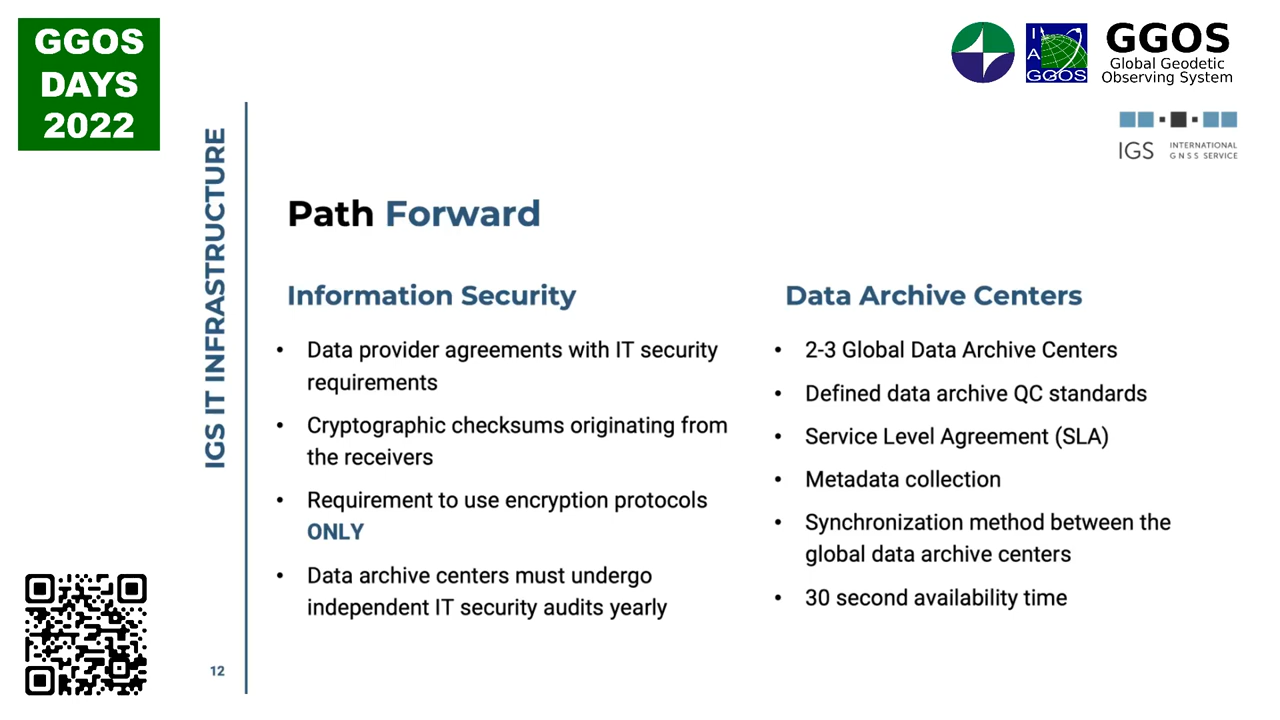 GGOS
DAYS
2022
I
A
GGOS
GGOS
Global Geodetic
Observing System
IGS
INTERNATIONAL
GNSS SERVICE
IGS IT INFRASTRUCTURE
Path Forward
Information Security
• Data provider agreements with IT security
requirements
• Cryptographic checksums originating from
the receivers
• Requirement to use encryption protocols
ONLY
• Data archive centers must undergo
independent IT security audits yearly
Data Archive Centers
• 2-3 Global Data Archive Centers
• Defined data archive QC standards
• Service Level Agreement (SLA)
• Metadata collection
• Synchronization method between the
global data archive centers
• 30 second availability time
12